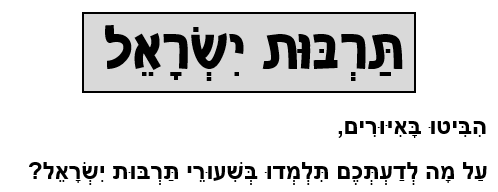 תַּרְבּוּת יִשְׂרָאֵל
הִבִּיטוּ בָּאִיּוּרִים,
עַל מָה לְדַעְתְּכֶם תִּלְמְדוּ בְּשִׁעוּרֵי תַּרְבּוּת יִשְׂרָאֵל?